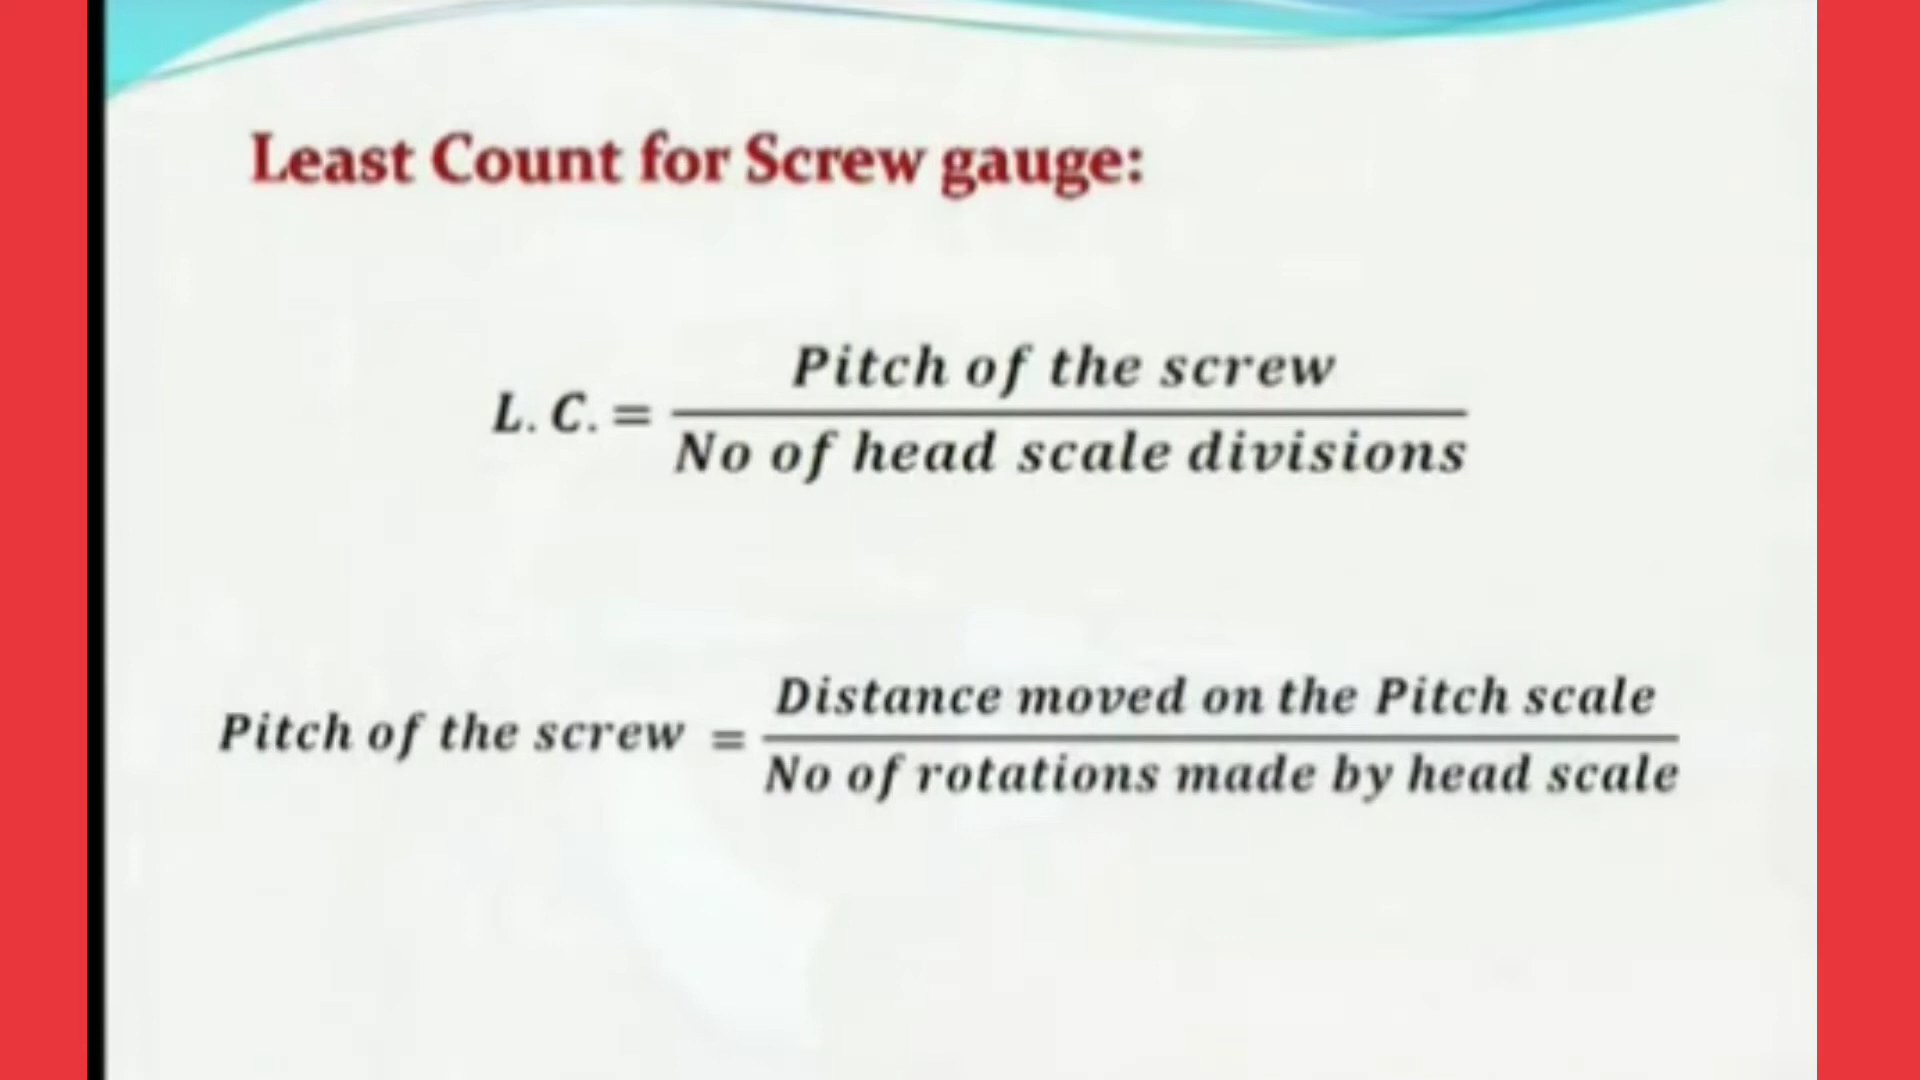 Least Count for Screw gauge:
L. C. = Pitch of the screw / No of head scale divisions
Pitch of the screw = Distance moved on the Pitch scale / No of rotations made by head scale